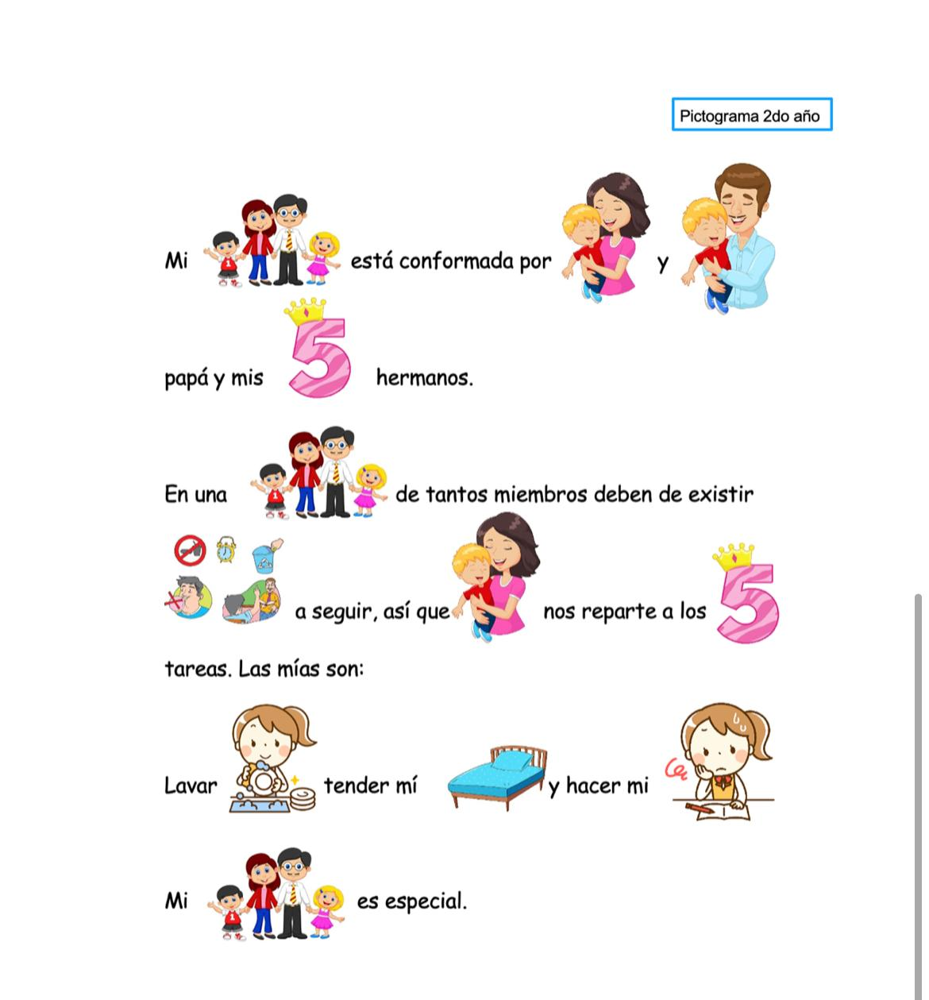 Pictograma 2do año
Mi está conformada por y
papá y mis 5 hermanos.
En una de tantos miembros deben de existir
a seguir, así que nos reparte a los 5
tareas. Las mías son:
Lavar tender mí y hacer mi
Mi es especial.